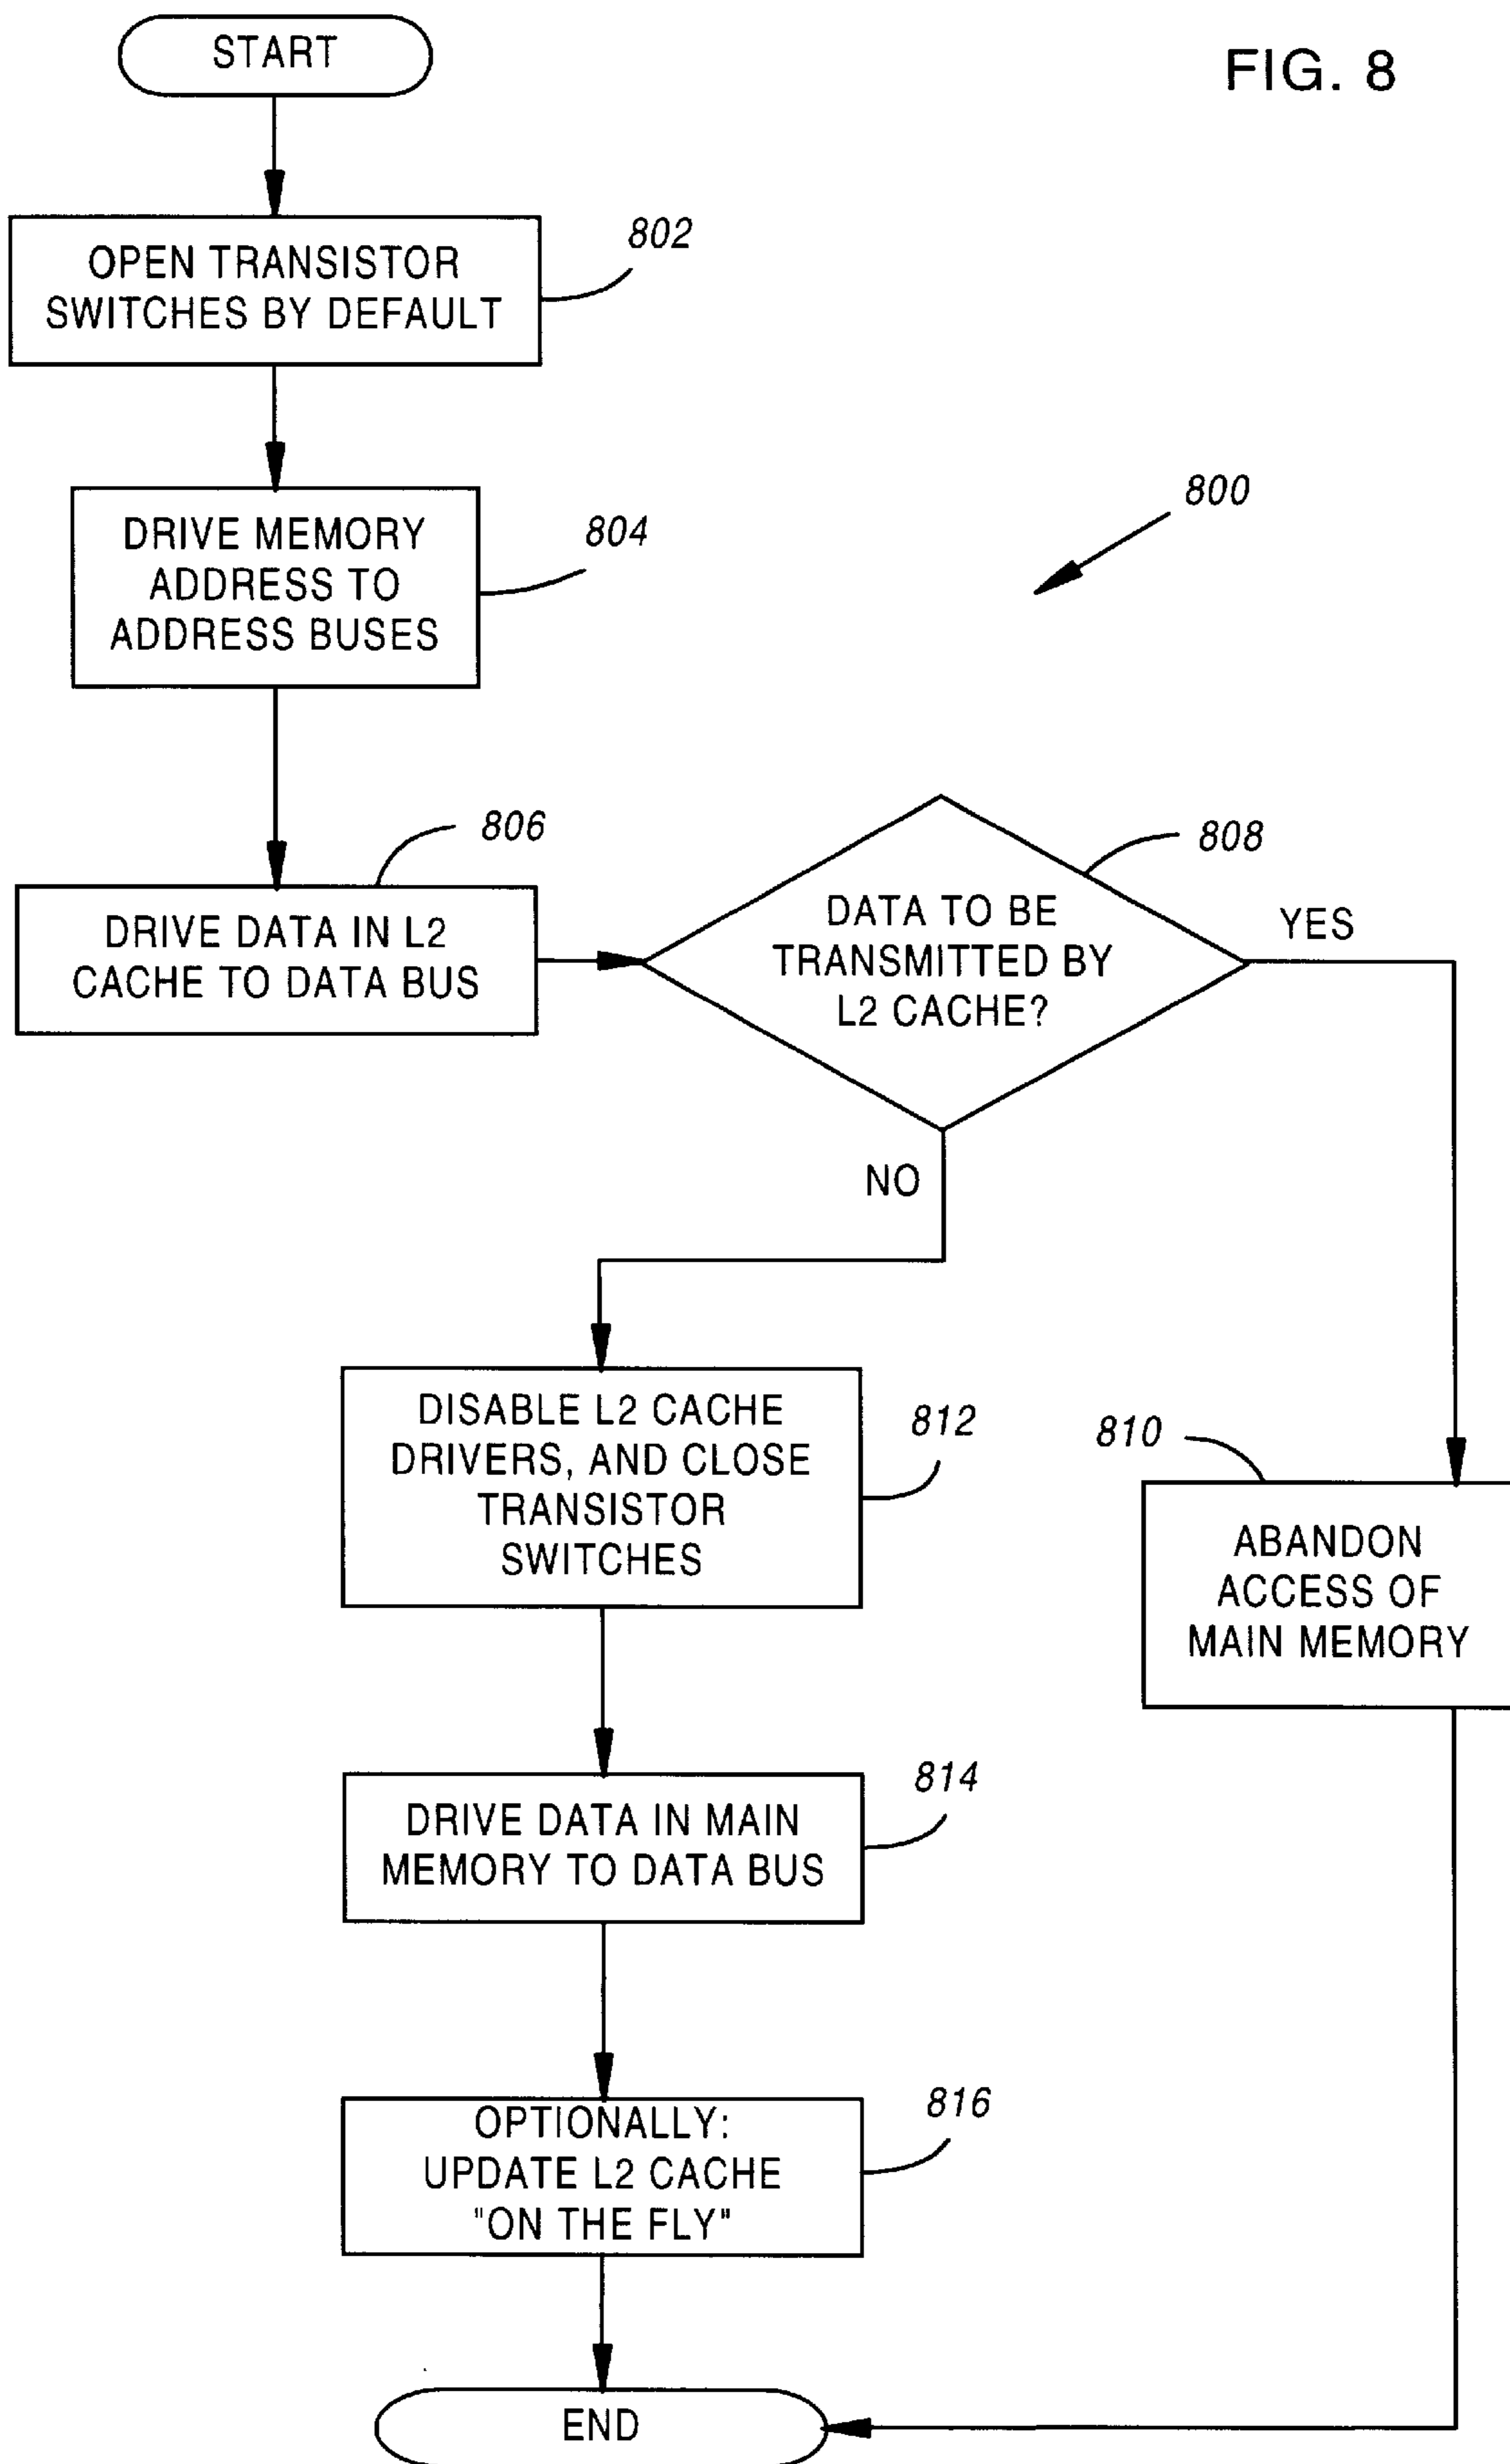 START
FIG. 8
OPEN TRANSISTOR
SWITCHES BY DEFAULT
802
DRIVE MEMORY
ADDRESS TO
ADDRESS BUSES
804
800
806
DRIVE DATA IN L2
CACHE TO DATA BUS
808
DATA TO BE
TRANSMITTED BY
L2 CACHE?
YES
NO
DISABLE L2 CACHE
DRIVERS, AND CLOSE
TRANSISTOR
SWITCHES
812
810
ABANDON
ACCESS OF
MAIN MEMORY
DRIVE DATA IN MAIN
MEMORY TO DATA BUS
814
OPTIONALLY:
UPDATE L2 CACHE
"ON THE FLY"
816
END